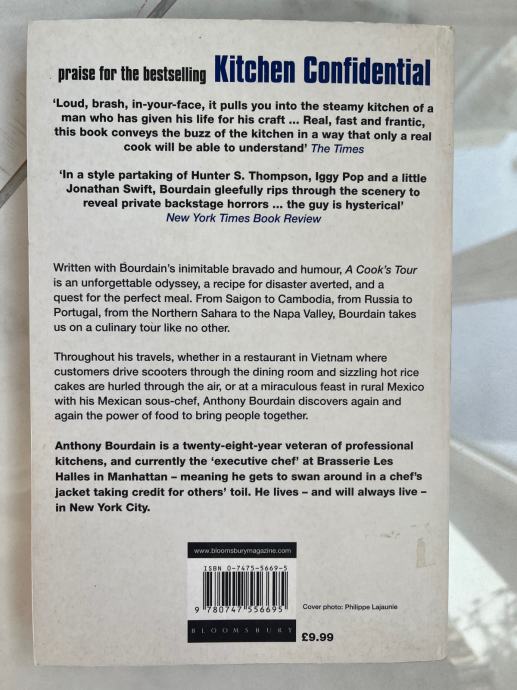 praise for the bestselling Kitchen Confidential
‘Loud, brash, in-your-face, it pulls you into the steamy kitchen of a
man who has given his life for his craft ... Real, fast and frantic,
this book conveys the buzz of the kitchen in a way that only a real
cook will be able to understand’ The Times
‘In a style partaking of Hunter S. Thompson, Iggy Pop and a little
Jonathan Swift, Bourdain gleefully rips through the scenery to
reveal private backstage horrors ... the guy is hysterical’
New York Times Book Review
Written with Bourdain’s inimitable bravado and humour, A Cook’s Tour
is an unforgettable odyssey, a recipe for disaster averted, and a
quest for the perfect meal. From Saigon to Cambodia, from Russia to
Portugal, from the Northern Sahara to the Napa Valley, Bourdain takes
us on a culinary tour like no other.
Throughout his travels, whether in a restaurant in Vietnam where
customers drive scooters through the dining room and sizzling hot rice
cakes are hurled through the air, or at a miraculous feast in rural Mexico
with his Mexican sous-chef, Anthony Bourdain discovers again and
again the power of food to bring people together.
Anthony Bourdain is a twenty-eight-year veteran of professional
kitchens, and currently the ‘executive chef’ at Brasserie Les
Halles in Manhattan – meaning he gets to swan around in a chef’s
jacket taking credit for others’ toil. He lives – and will always live –
in New York City.
www.bloomsburymagazine.com
ISBN 0-7475-5669-5
9 780747 556695
Cover photo: Philippe Lajaunie
BLOOMSBURY
£9.99